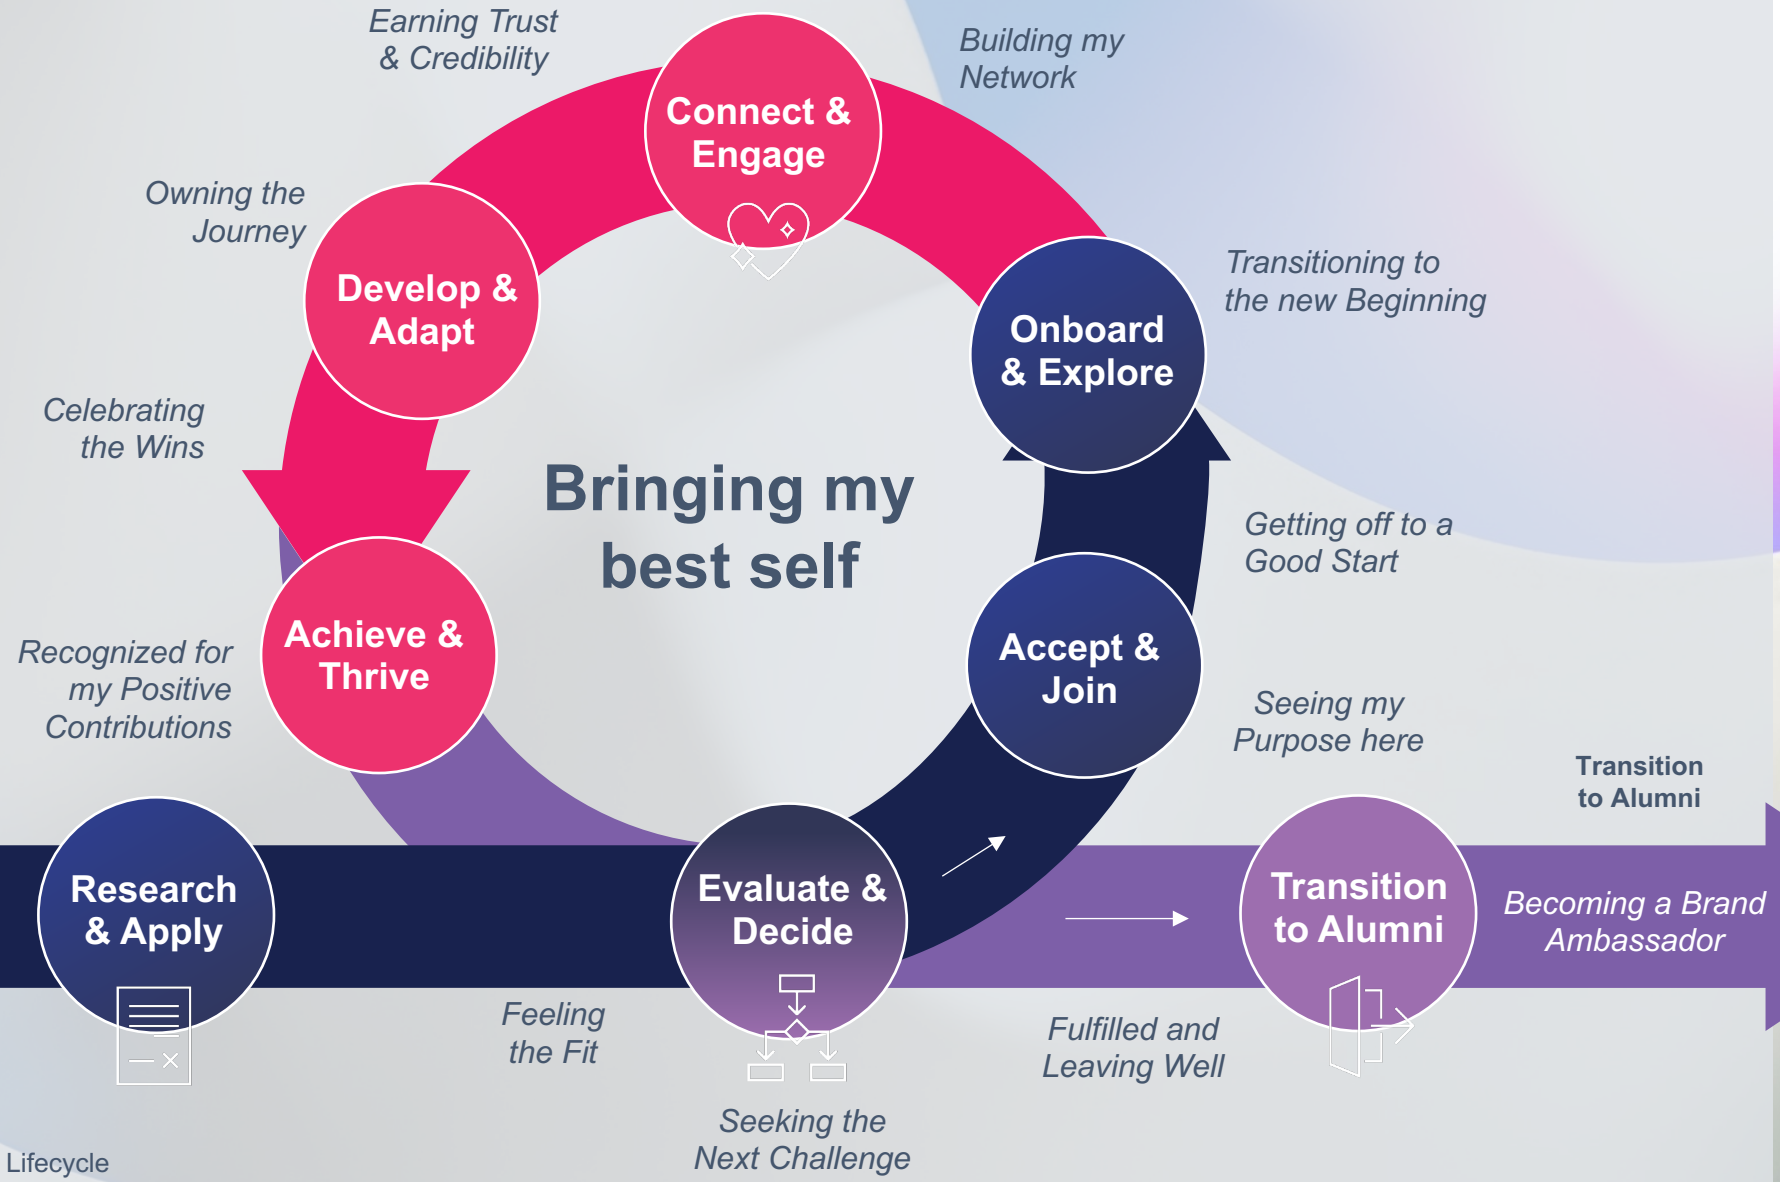 Earning Trust
& Credibility
Building my
Network
Connect &
Engage
Owning the
Journey
Develop &
Adapt
Transitioning to
the new Beginning
Onboard
& Explore
Celebrating
the Wins
Bringing my
best self
Getting off to a
Good Start
Achieve &
Thrive
Accept &
Join
Recognized for
my Positive
Contributions
Seeing my
Purpose here
Transition
to Alumni
Research
& Apply
Evaluate &
Decide
Transition
to Alumni
Becoming a Brand
Ambassador
Feeling
the Fit
Fulfilled and
Leaving Well
Seeking the
Next Challenge
Lifecycle